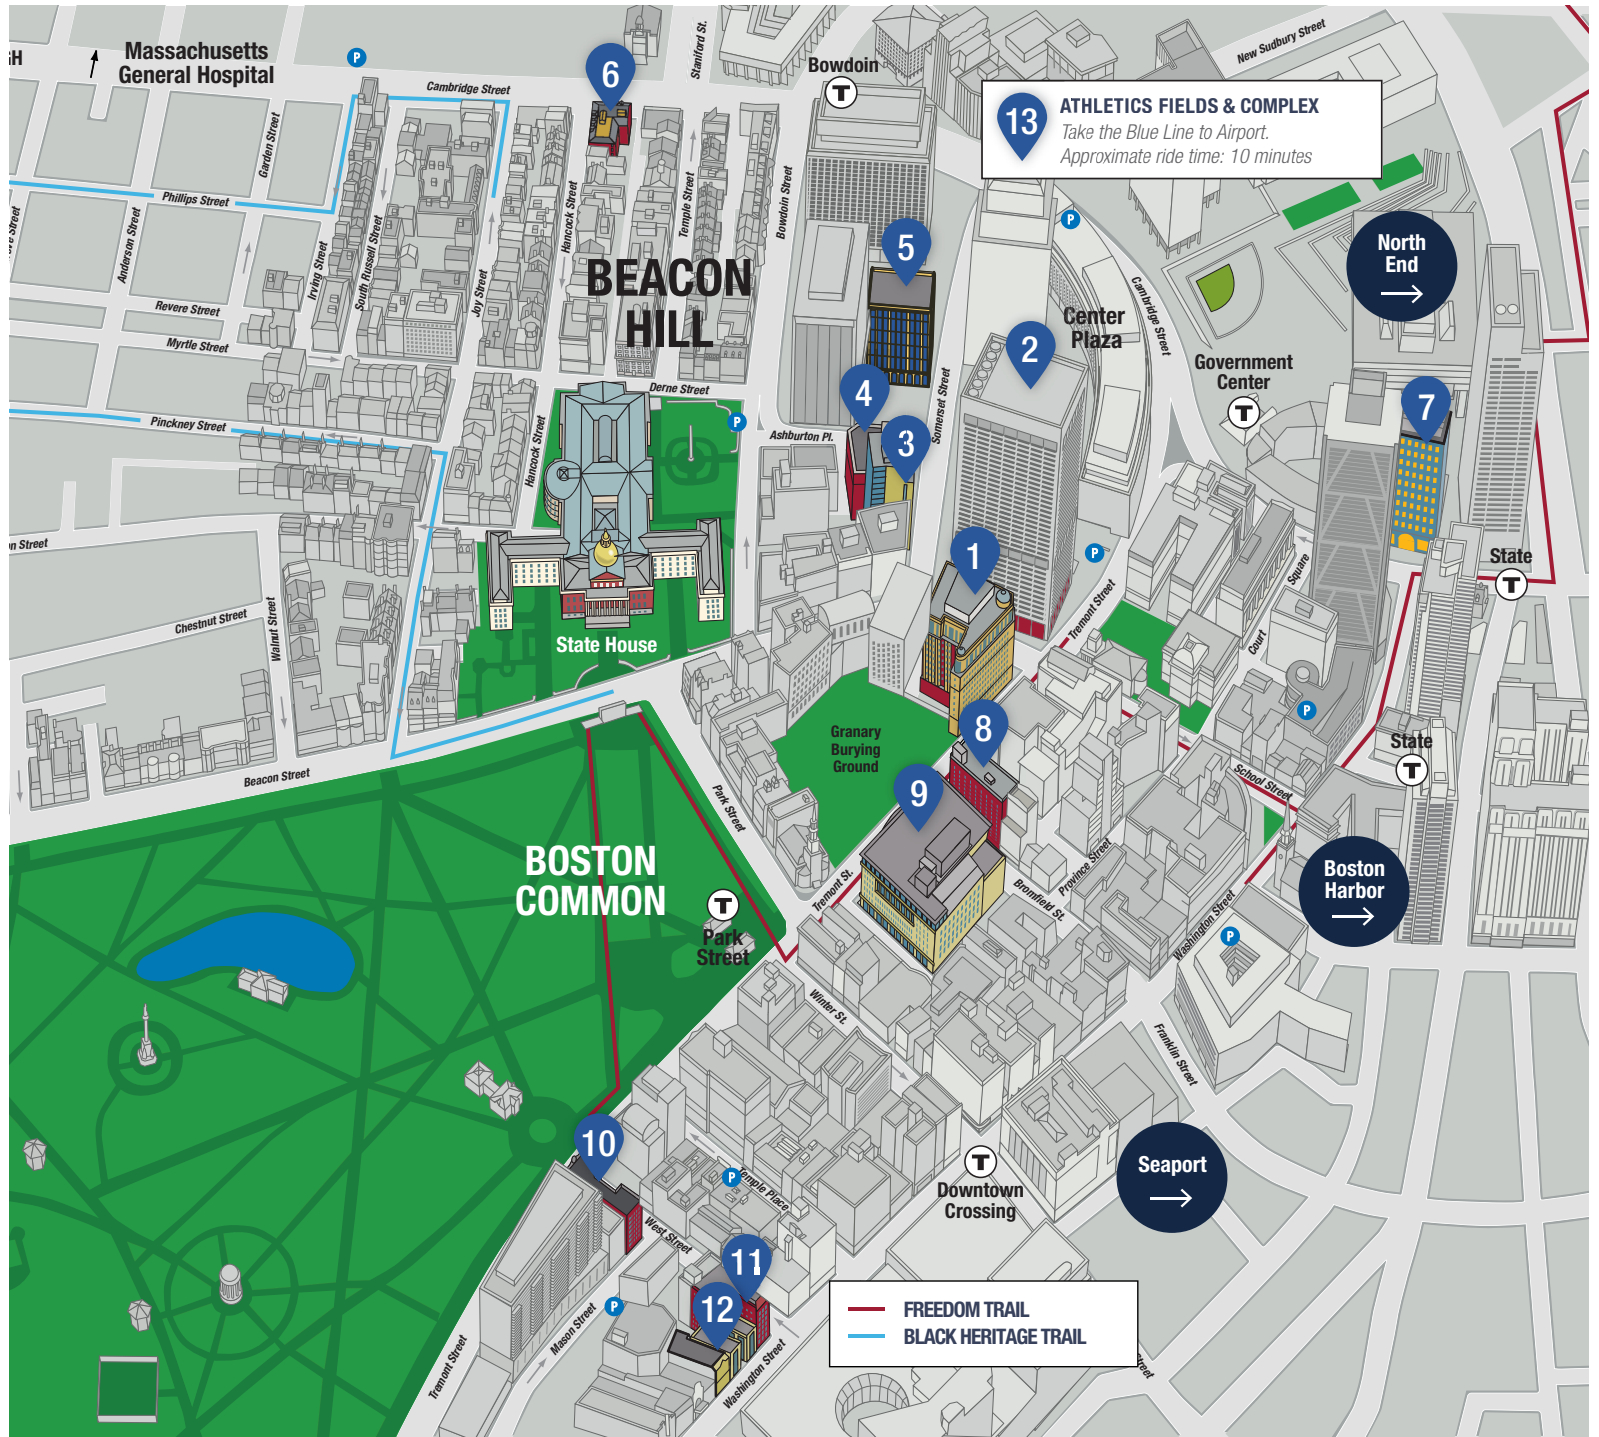 GH
Massachusetts
General Hospital
P
Cambridge Street
6
Staniford St.
Bowdoin
T
New Sudbury Street
13
ATHLETICS FIELDS & COMPLEX
Take the Blue Line to Airport.
Approximate ride time: 10 minutes
Garden Street
Phillips Street
Anderson Street
Irving Street
South Russell Street
Joy Street
Hancock Street
Temple Street
Bowdoin Street
P
5
North
End
BEACON
HILL
Revere Street
Myrtle Street
Center
Plaza
Cambridge Street
2
Government
Center
T
Derne Street
4
7
Pinckney Street
P
Ashburton Pl.
3
Somerset Street
Hancock Street
n Street
1
P
Square
State
T
Chestnut Street
Walnut Street
State House
Tremont Street
Court
P
Granary
Burying
Ground
8
State
T
Beacon Street
Park Street
9
School Street
BOSTON
COMMON
T
Park
Street
Tremont St.
Bromfield St.
Province Street
Boston
Harbor
Washington Street
P
Winter St.
Franklin Street
10
T
Downtown
Crossing
Seaport
P
Temple Place
West Street
11
12
P
Mason Street
Tremont Street
Washington Street
FREEDOM TRAIL
BLACK HERITAGE TRAIL
Street